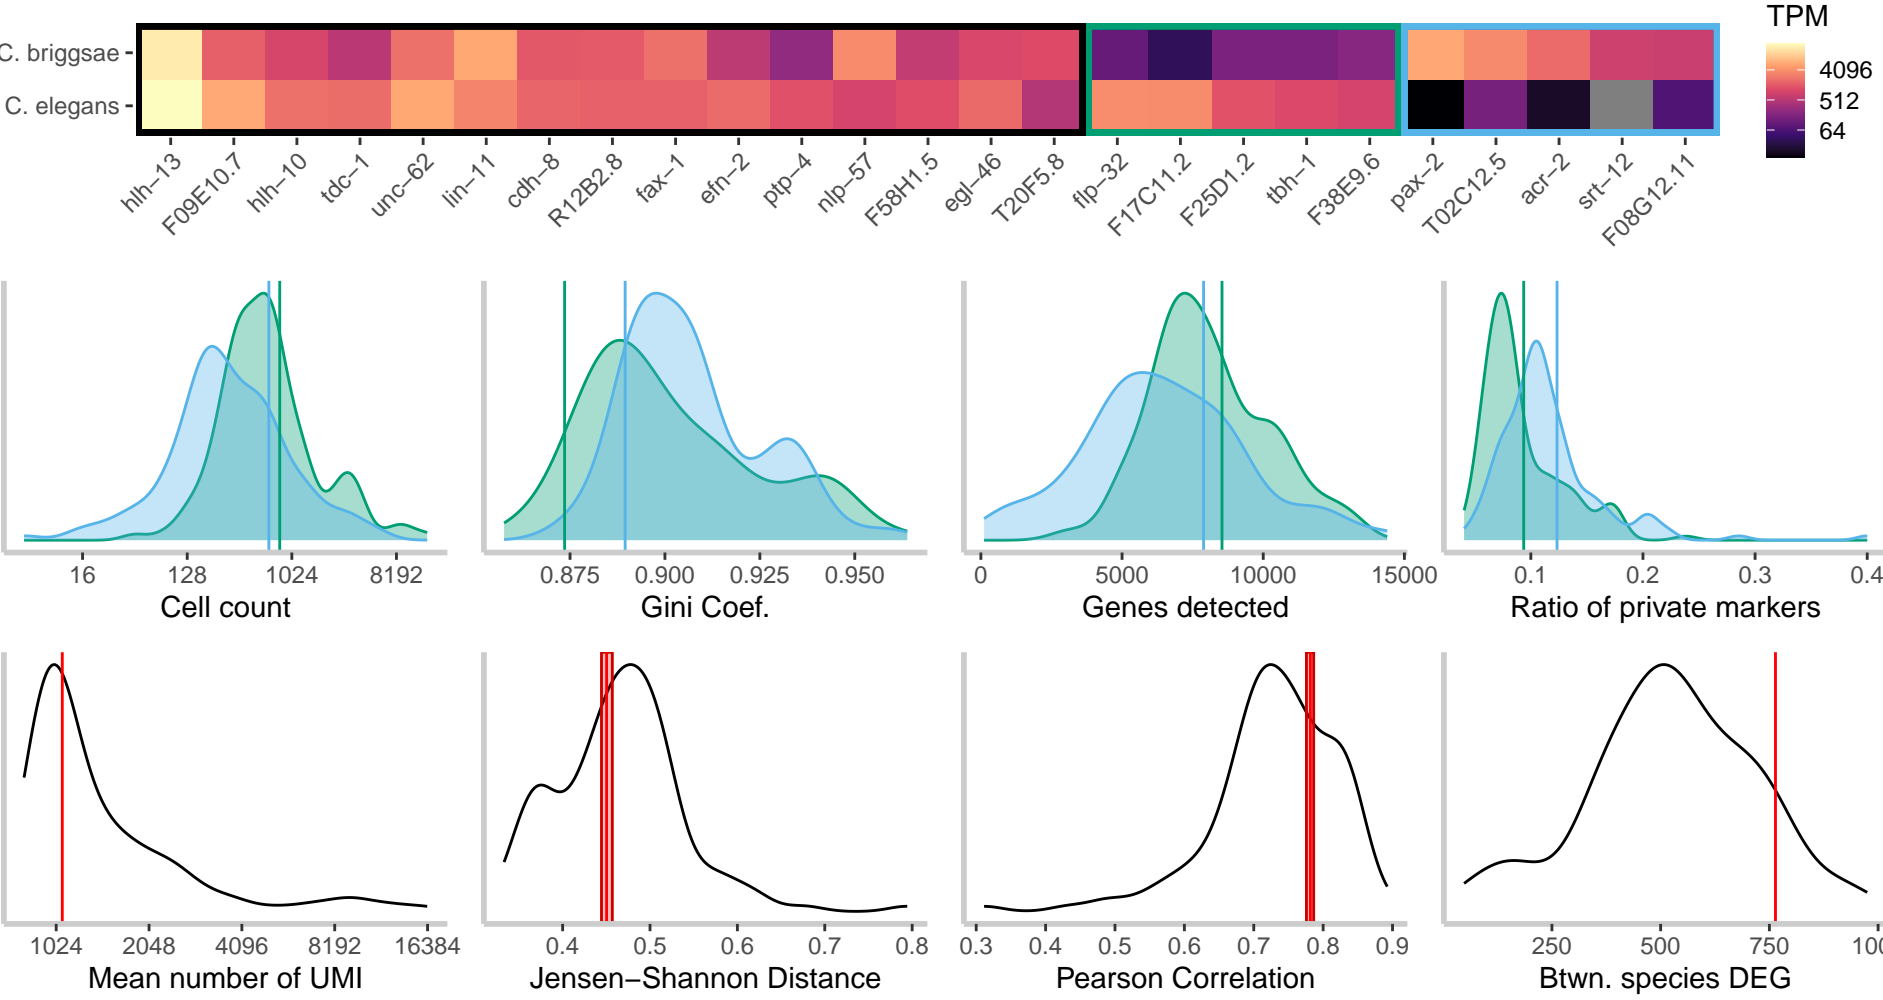 TPM
C. briggsae
C. elegans
4096
512
64
hlh−13 F09E10.7 hlh−10 tdc−1 unc−62 lin−11 cdh−8 R12B2.8 fax−1 efn−2 ptp−4 nlp−57 F58H1.5 egl−46 T20F5.8 flp−32 F17C11.2 F25D1.2 tbh−1 F38E9.6 pax−2 T02C12.5 acr−2 srt−12 F08G12.11
16 128 1024 8192 0.875 0.900 0.925 0.950 0 5000 10000 15000 0.1 0.2 0.3 0.4
Cell count Gini Coef. Genes detected Ratio of private markers
1024 2048 4096 8192 16384 0.4 0.5 0.6 0.7 0.8 0.3 0.4 0.5 0.6 0.7 0.8 0.9 250 500 750 100
Mean number of UMI Jensen−Shannon Distance Pearson Correlation Btwn. species DEG